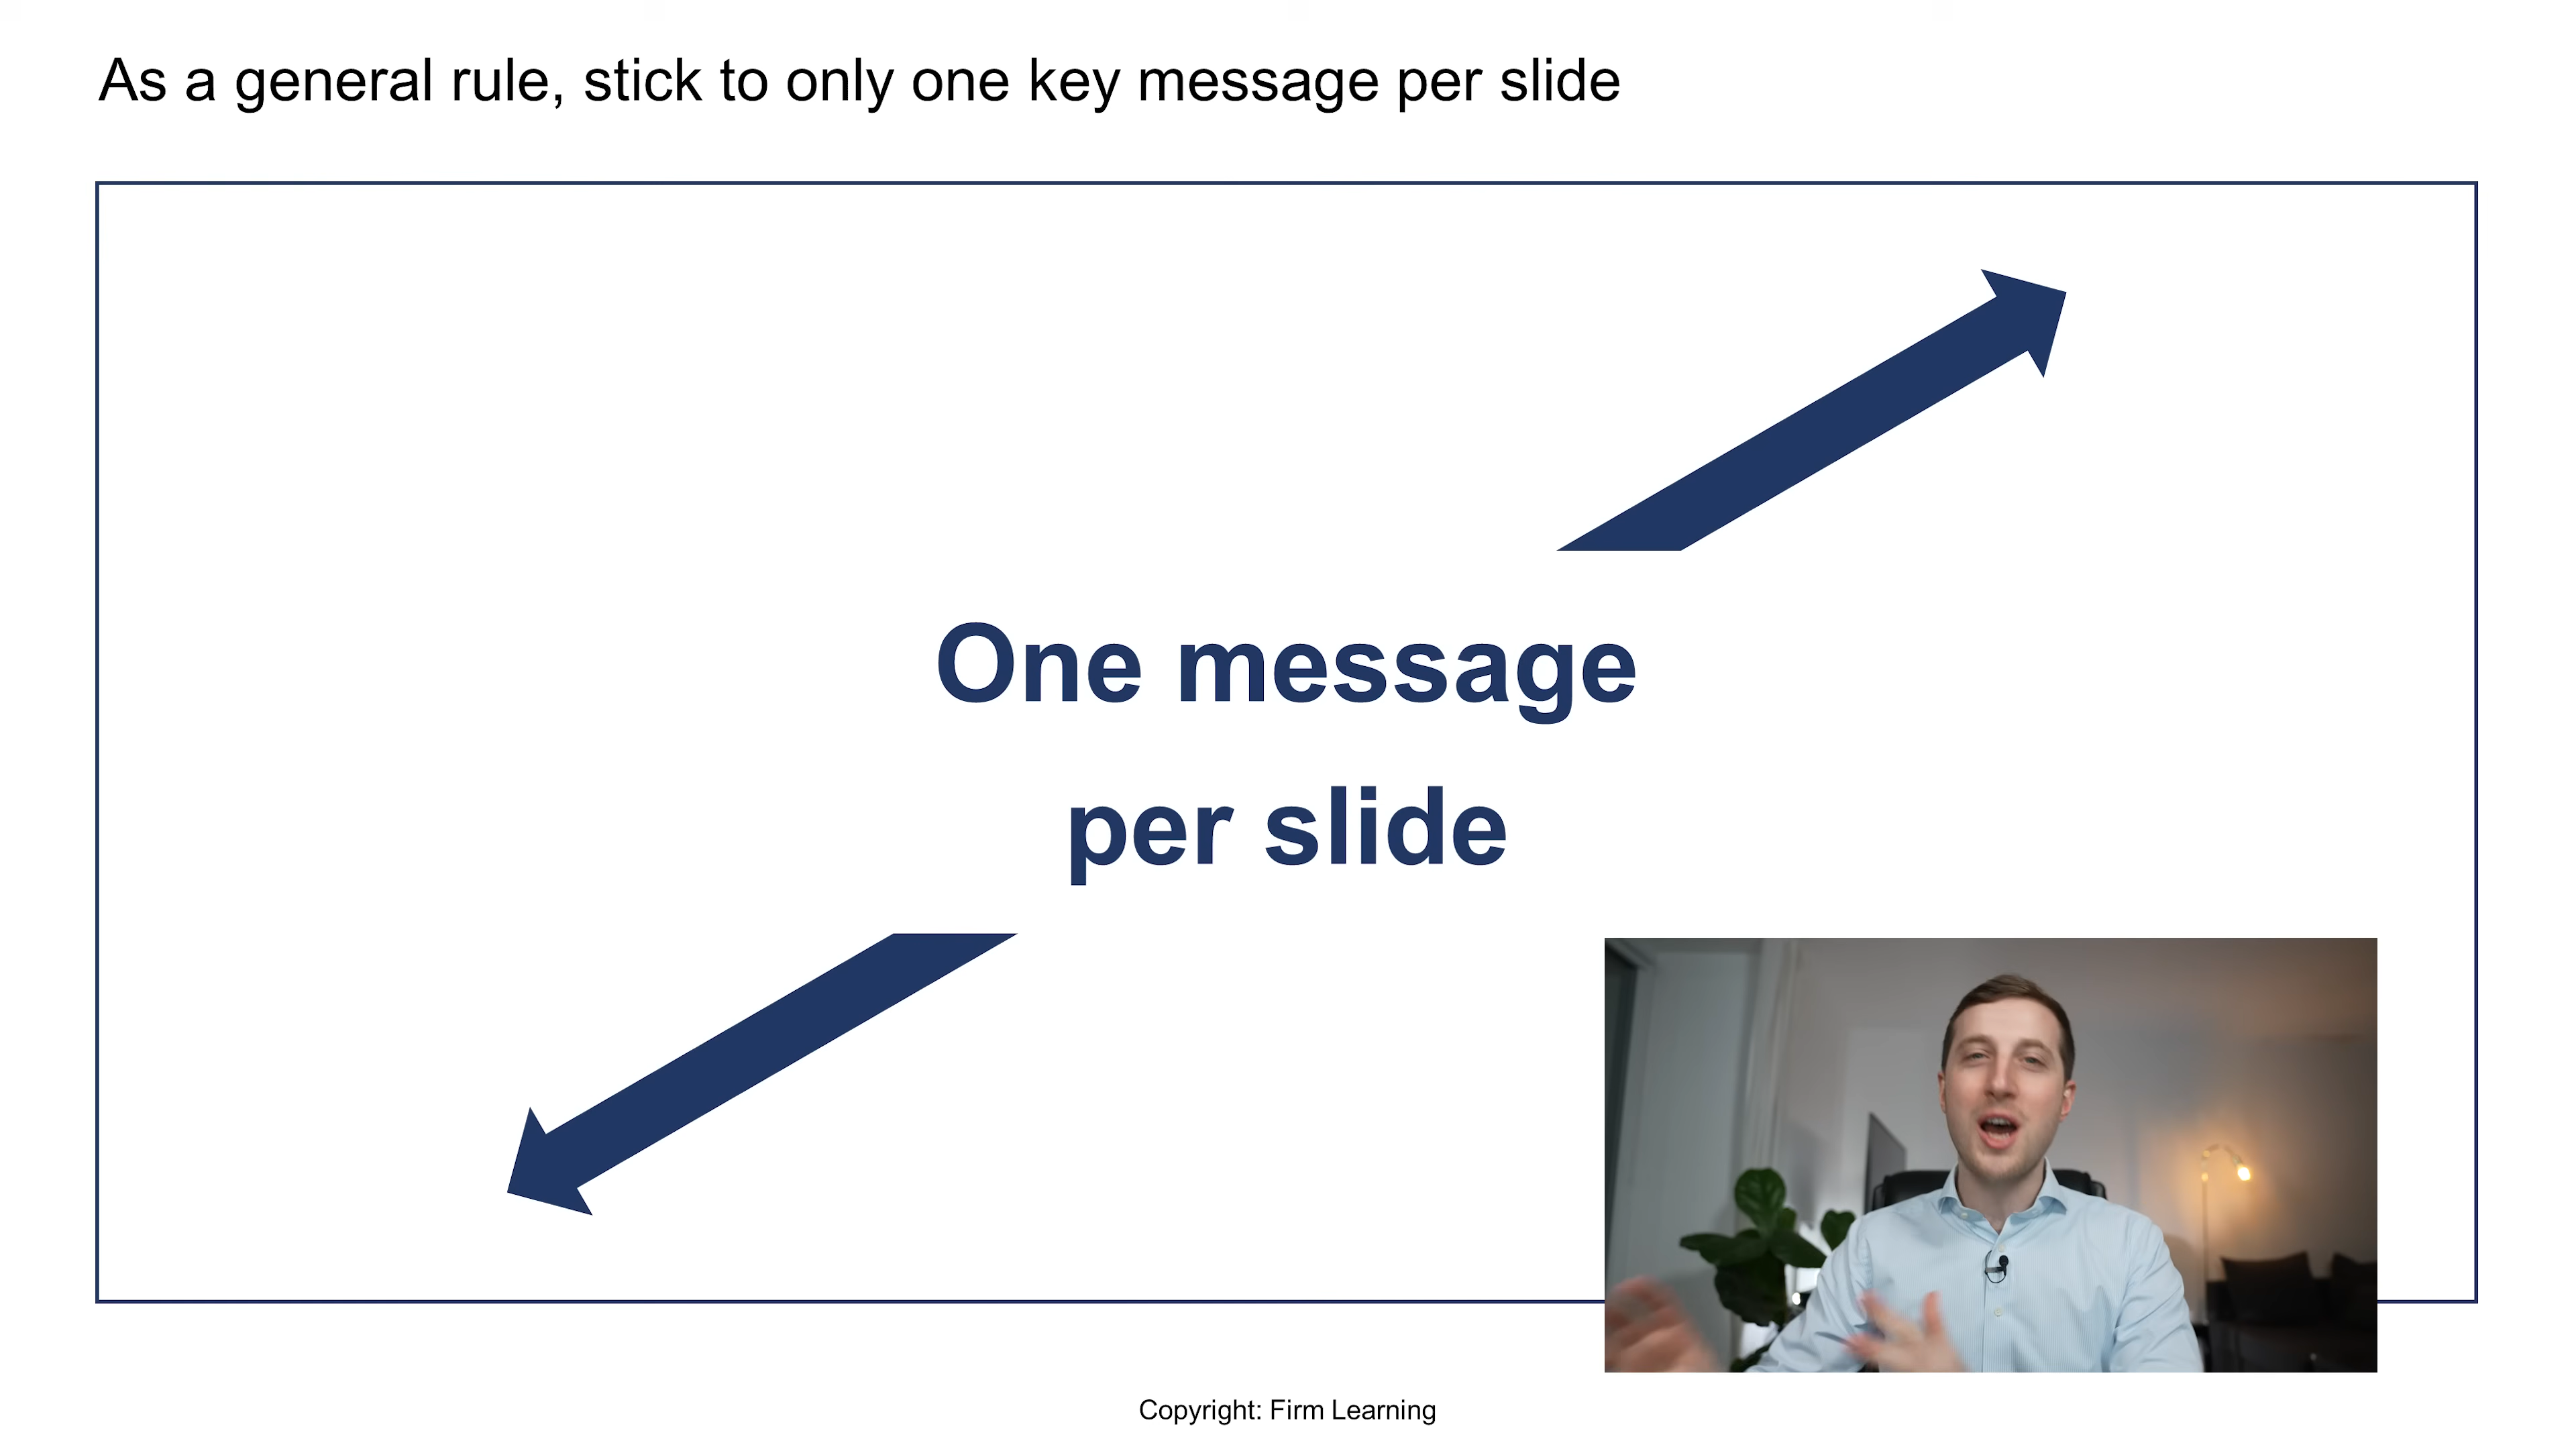 As a general rule, stick to only one key message per slide
One message
per slide
Copyright: Firm Learning